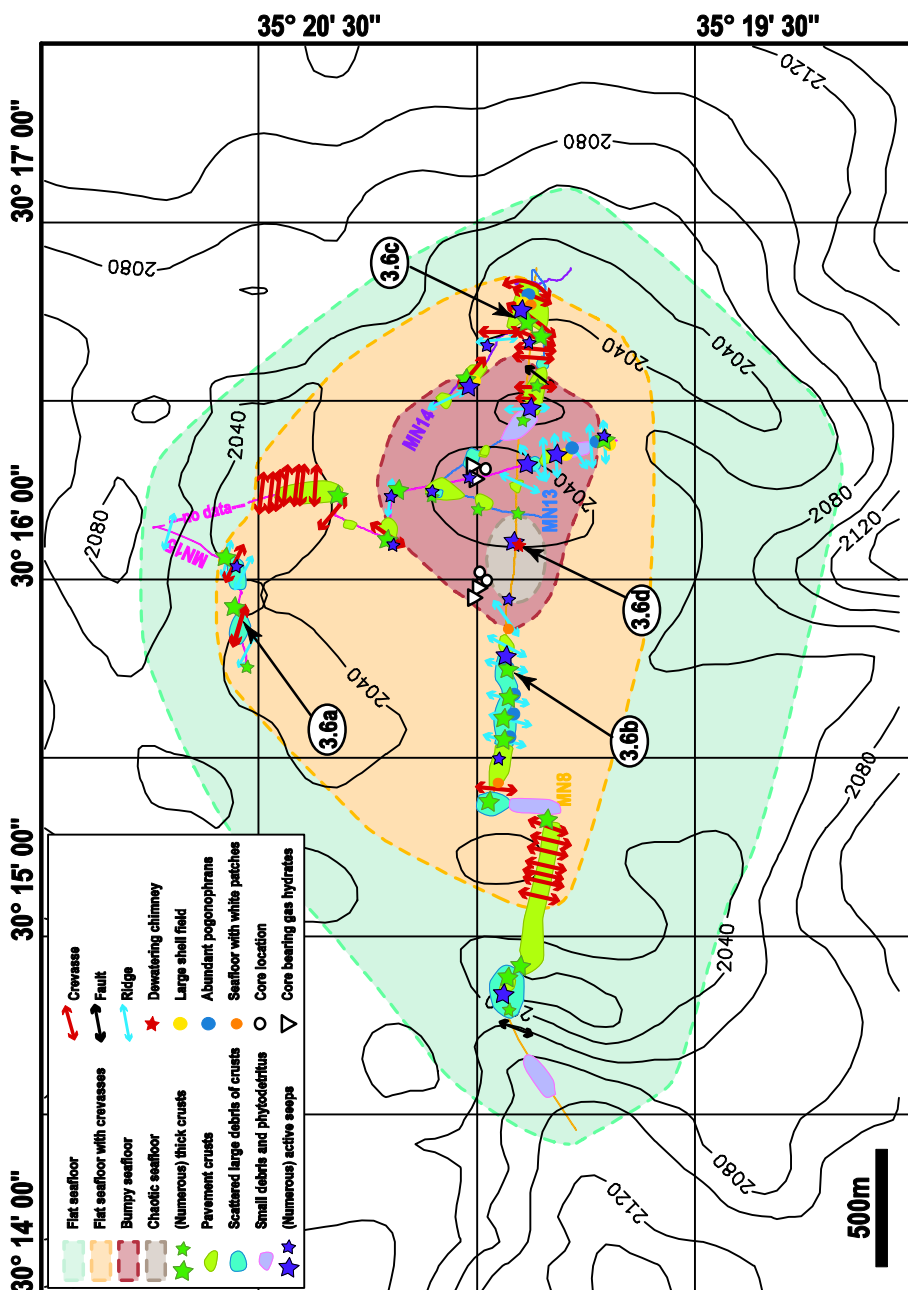 35° 20' 30"
35° 19' 30"
30° 17' 00"
30° 16' 00"
30° 15' 00"
30° 14' 00"
2120
2080
2080
3.6c
2040
2040
2040
MN14
2080
no data
MN15
MN13
2040
2080
2120
3.6d
2040
3.6a
3.6b
MN8
2080
2040
2
2080
2120
500m
Flat seafloor
Flat seafloor with crevasses
Bumpy seafloor
Chaotic seafloor
(Numerous) thick crusts
Pavement crusts
Scattered large debris of crusts
Small debris and phytodetritus
(Numerous) active seeps
Crevasse
Fault
Ridge
Dewatering chimney
Large shell field
Abundant pogonophrans
Seafloor with white patches
Core location
Core bearing gas hydrates